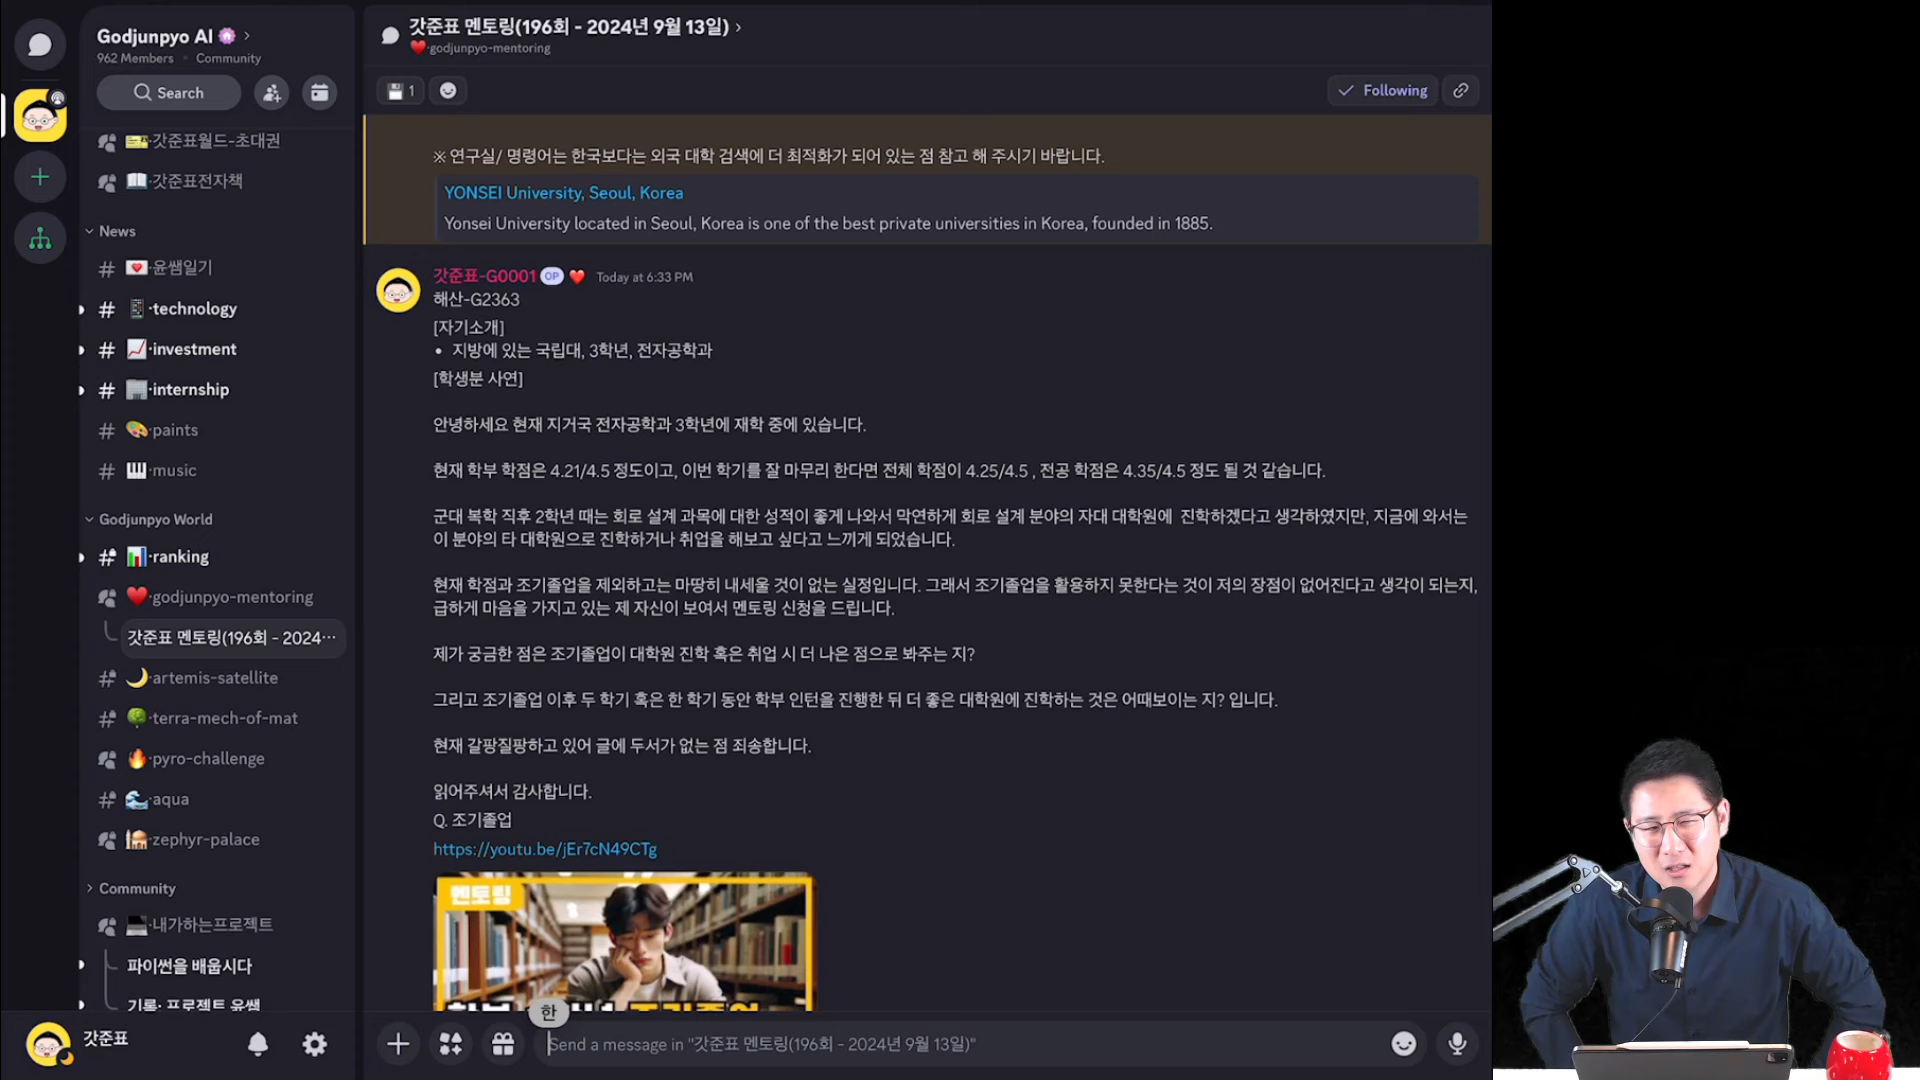 Godjunpyo AI
962 Members • Community
Search
갓준표월드-초대권
갓준표전자책
News
윤쌤일기
technology
investment
internship
paints
music
Godjunpyo World
ranking
godjunpyo-mentoring
갓준표 멘토링(196회 - 2024…
artemis-satellite
terra-mech-of-mat
pyro-challenge
aqua
zephyr-palace
Community
내가하는프로젝트
파이썬을 배웁시다
기록: 프로젝트 윤쌤
갓준표
갓준표 멘토링(196회 - 2024년 9월 13일)
godjunpyo-mentoring
1
Following
※ 연구실/ 명령어는 한국보다는 외국 대학 검색에 더 최적화가 되어 있는 점 참고 해 주시기 바랍니다.
YONSEI University, Seoul, Korea
Yonsei University located in Seoul, Korea is one of the best private universities in Korea, founded in 1885.
갓준표-G0001 OP Today at 6:33 PM
해산-G2363
[자기소개]
• 지방에 있는 국립대, 3학년, 전자공학과
[학생분 사연]
안녕하세요 현재 지거국 전자공학과 3학년에 재학 중에 있습니다.
현재 학부 학점은 4.21/4.5 정도이고, 이번 학기를 잘 마무리 한다면 전체 학점이 4.25/4.5 , 전공 학점은 4.35/4.5 정도 될 것 같습니다.
군대 복학 직후 2학년 때는 회로 설계 과목에 대한 성적이 좋게 나와서 막연하게 회로 설계 분야의 자대 대학원에 진학하겠다고 생각하였지만, 지금에 와서는
이 분야의 타 대학원으로 진학하거나 취업을 해보고 싶다고 느끼게 되었습니다.
현재 학점과 조기졸업을 제외하고는 마땅히 내세울 것이 없는 실정입니다. 그래서 조기졸업을 활용하지 못한다는 것이 저의 장점이 없어진다고 생각이 되는지,
급하게 마음을 가지고 있는 제 자신이 보여서 멘토링 신청을 드립니다.
제가 궁금한 점은 조기졸업이 대학원 진학 혹은 취업 시 더 나은 점으로 봐주는 지?
그리고 조기졸업 이후 두 학기 혹은 한 학기 동안 학부 인턴을 진행한 뒤 더 좋은 대학원에 진학하는 것은 어때보이는 지? 입니다.
현재 갈팡질팡하고 있어 글에 두서가 없는 점 죄송합니다.
읽어주셔서 감사합니다.
Q. 조기졸업
https://youtu.be/jEr7cN49CTg
멘토링
한
Send a message in "갓준표 멘토링(196회 - 2024년 9월 13일)"